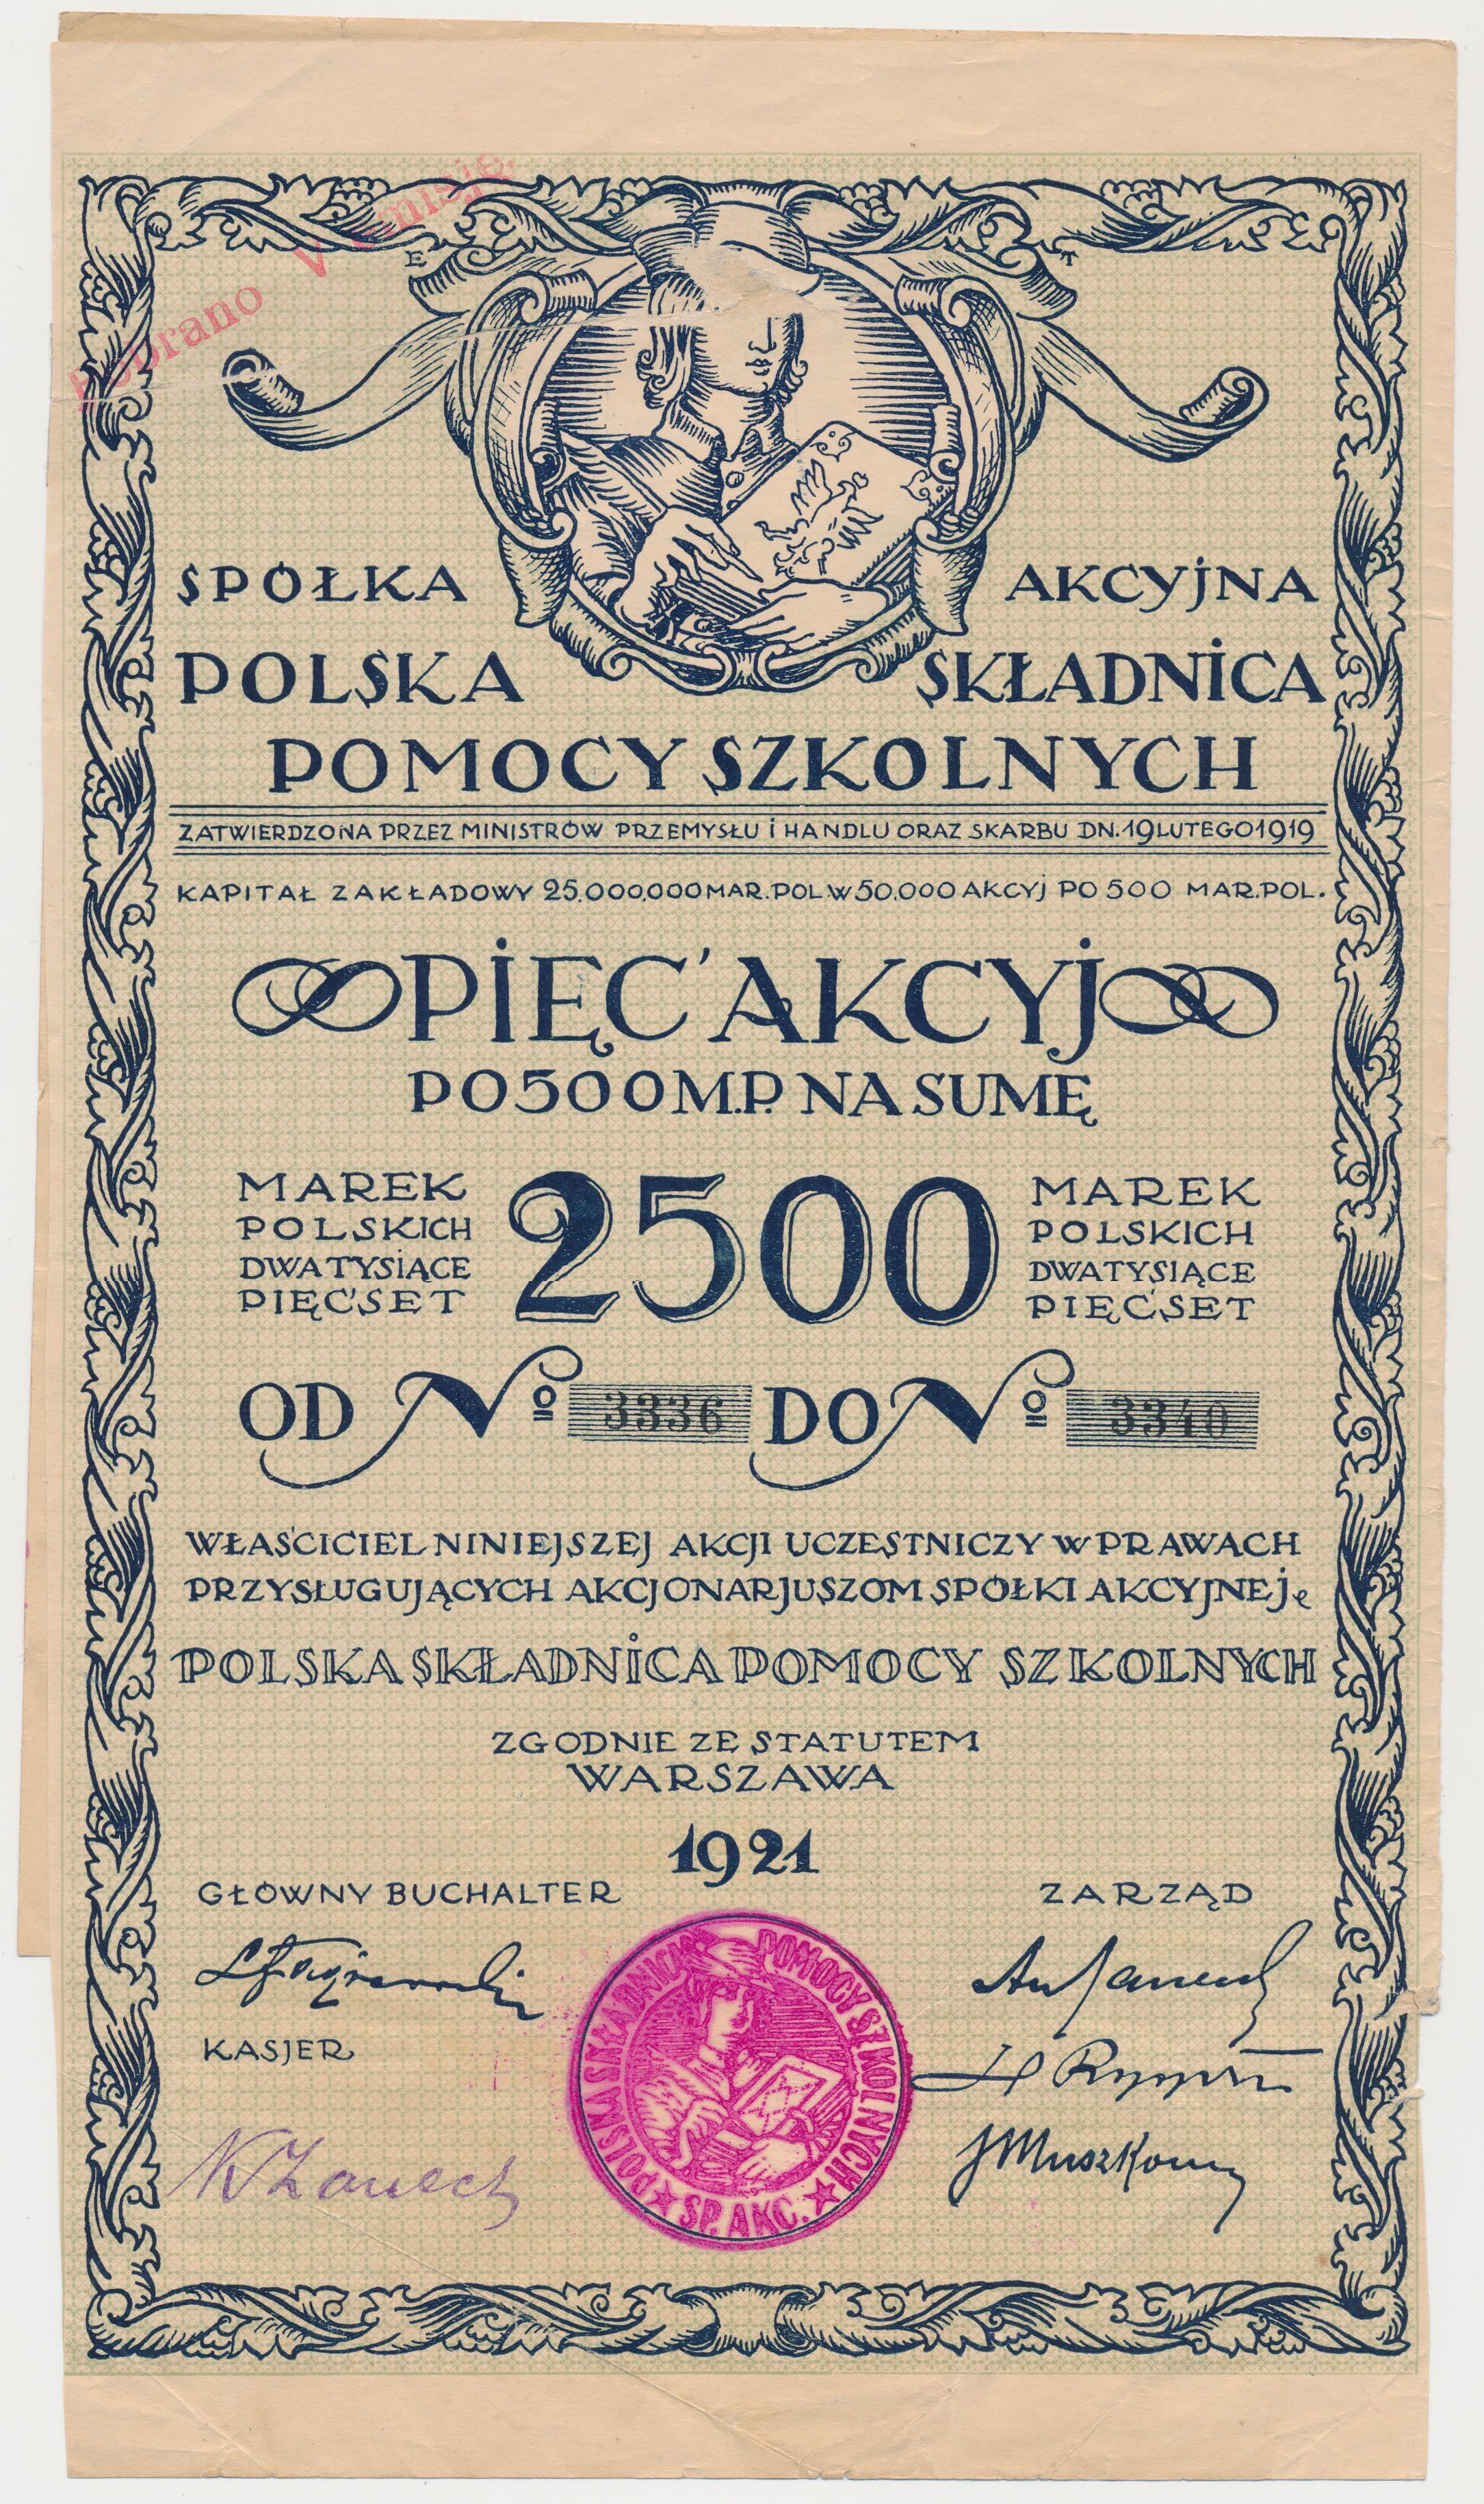 Pobrano V emisję
E T
SPÓŁKA AKCYJNA
POLSKA SKŁADNICA
POMOCY SZKOLNYCH
ZATWIERDZONA PRZEZ MINISTRÓW PRZEMYSŁU I HANDLU ORAZ SKARBU DN. 19 LUTEGO 1919
KAPITAŁ ZAKŁADOWY 25.000.000 MAR. POL. W 50.000 AKCYJ PO 500 MAR. POL.
PIĘĆ AKCYJ
PO 500 M.P. NA SUMĘ
MAREK POLSKICH DWATYSIĄCE PIĘĆSET
2500
MAREK POLSKICH DWATYSIĄCE PIĘĆSET
OD Nº 3336 DO Nº 3340
WŁAŚCICIEL NINIEJSZEJ AKCJI UCZESTNICZY W PRAWACH
PRZYSŁUGUJĄCYCH AKCJONARJUSZOM SPÓŁKI AKCYJNEJ
POLSKA SKŁADNICA POMOCY SZKOLNYCH
ZGODNIE ZE STATUTEM
WARSZAWA
1921
GŁÓWNY BUCHALTER
ZARZĄD
KASJER
POLSKA SKŁADNICA POMOCY SZKOLNYCH
SP. AKC.